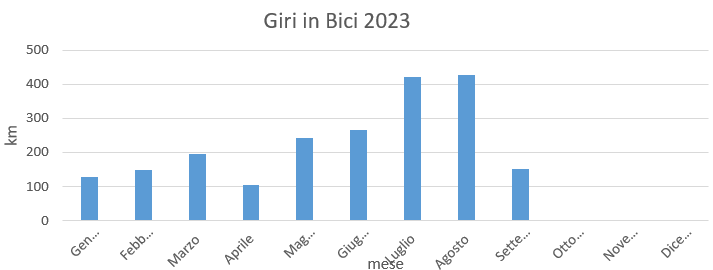 Giri in Bici 2023
500
400
300
200
100
0
km
Gen...
Febb...
Marzo
Aprile
Mag...
Giug...
Luglio
Agosto
Sette...
Otto...
Nove...
Dice...
mese